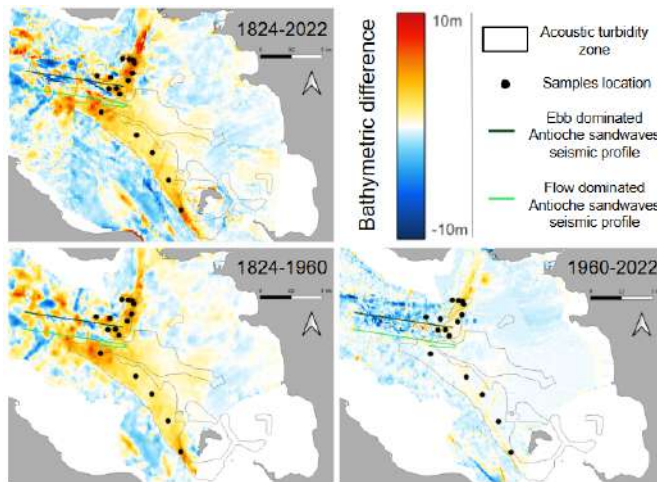 1824-2022
10m
Bathymetric difference
-10m
Acoustic turbidity
zone
Samples location
Ebb dominated
Antioche sandwaves
seismic profile
Flow dominated
Antioche sandwaves
seismic profile
1824-1960
1960-2022